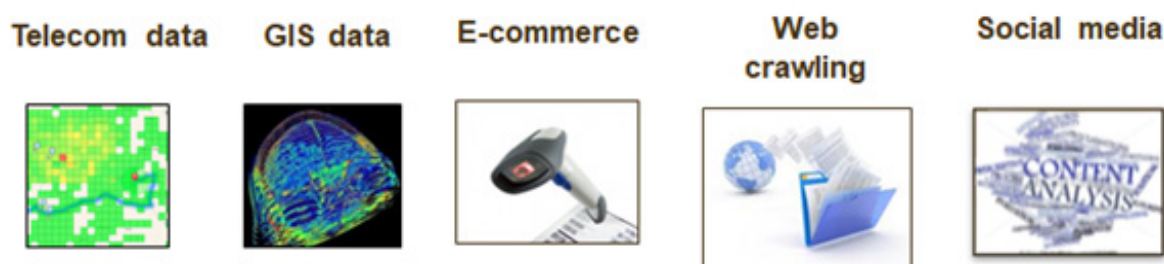 Telecom data
GIS data
E-commerce
Web
crawling
Social media
CONTENT
ANALYSIS